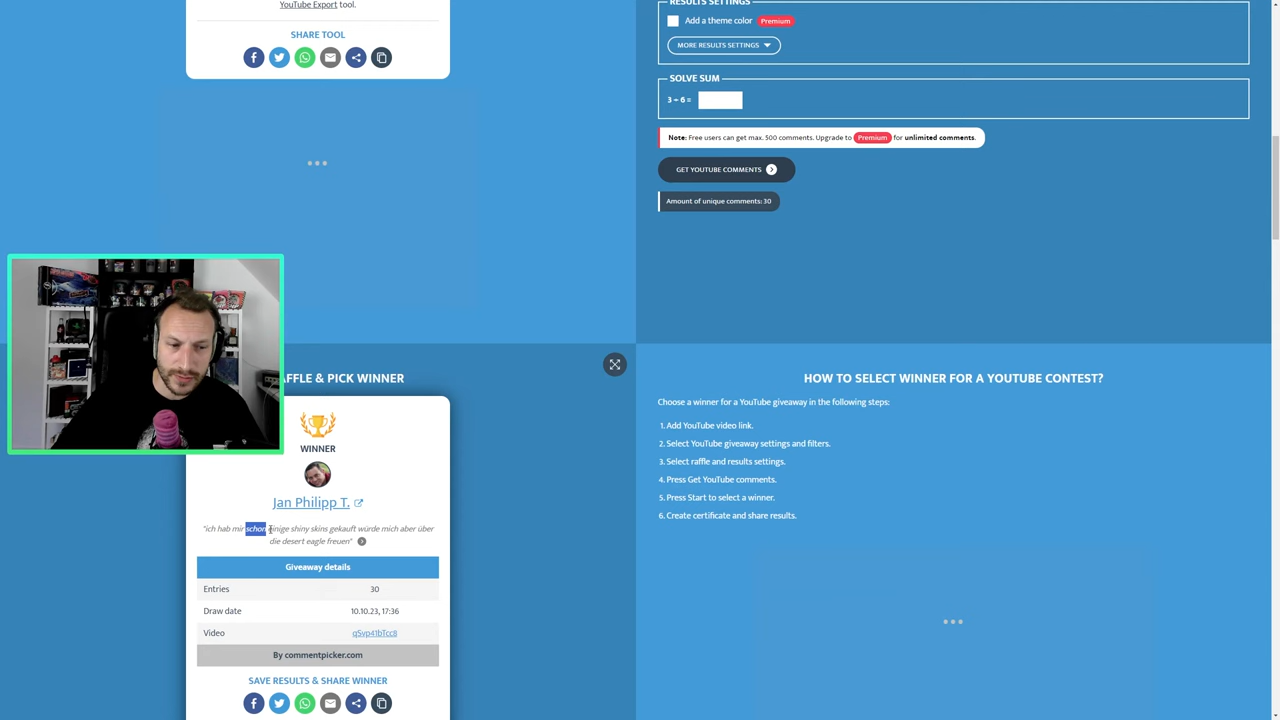 YouTube Export tool.
SHARE TOOL
RESULTS SETTINGS
Add a theme color Premium
MORE RESULTS SETTINGS
SOLVE SUM
3 + 6 =
Note: Free users can get max. 500 comments. Upgrade to Premium for unlimited comments.
GET YOUTUBE COMMENTS
Amount of unique comments: 30
AFFLE & PICK WINNER
WINNER
Jan Philipp T.
"ich hab mir schon einige shiny skins gekauft würde mich aber über
die desert eagle freuen"
Giveaway details
Entries 30
Draw date 10.10.23, 17:36
Video qSvp41bTcc8
By commentpicker.com
SAVE RESULTS & SHARE WINNER
HOW TO SELECT WINNER FOR A YOUTUBE CONTEST?
Choose a winner for a YouTube giveaway in the following steps:
1. Add YouTube video link.
2. Select YouTube giveaway settings and filters.
3. Select raffle and results settings.
4. Press Get YouTube comments.
5. Press Start to select a winner.
6. Create certificate and share results.